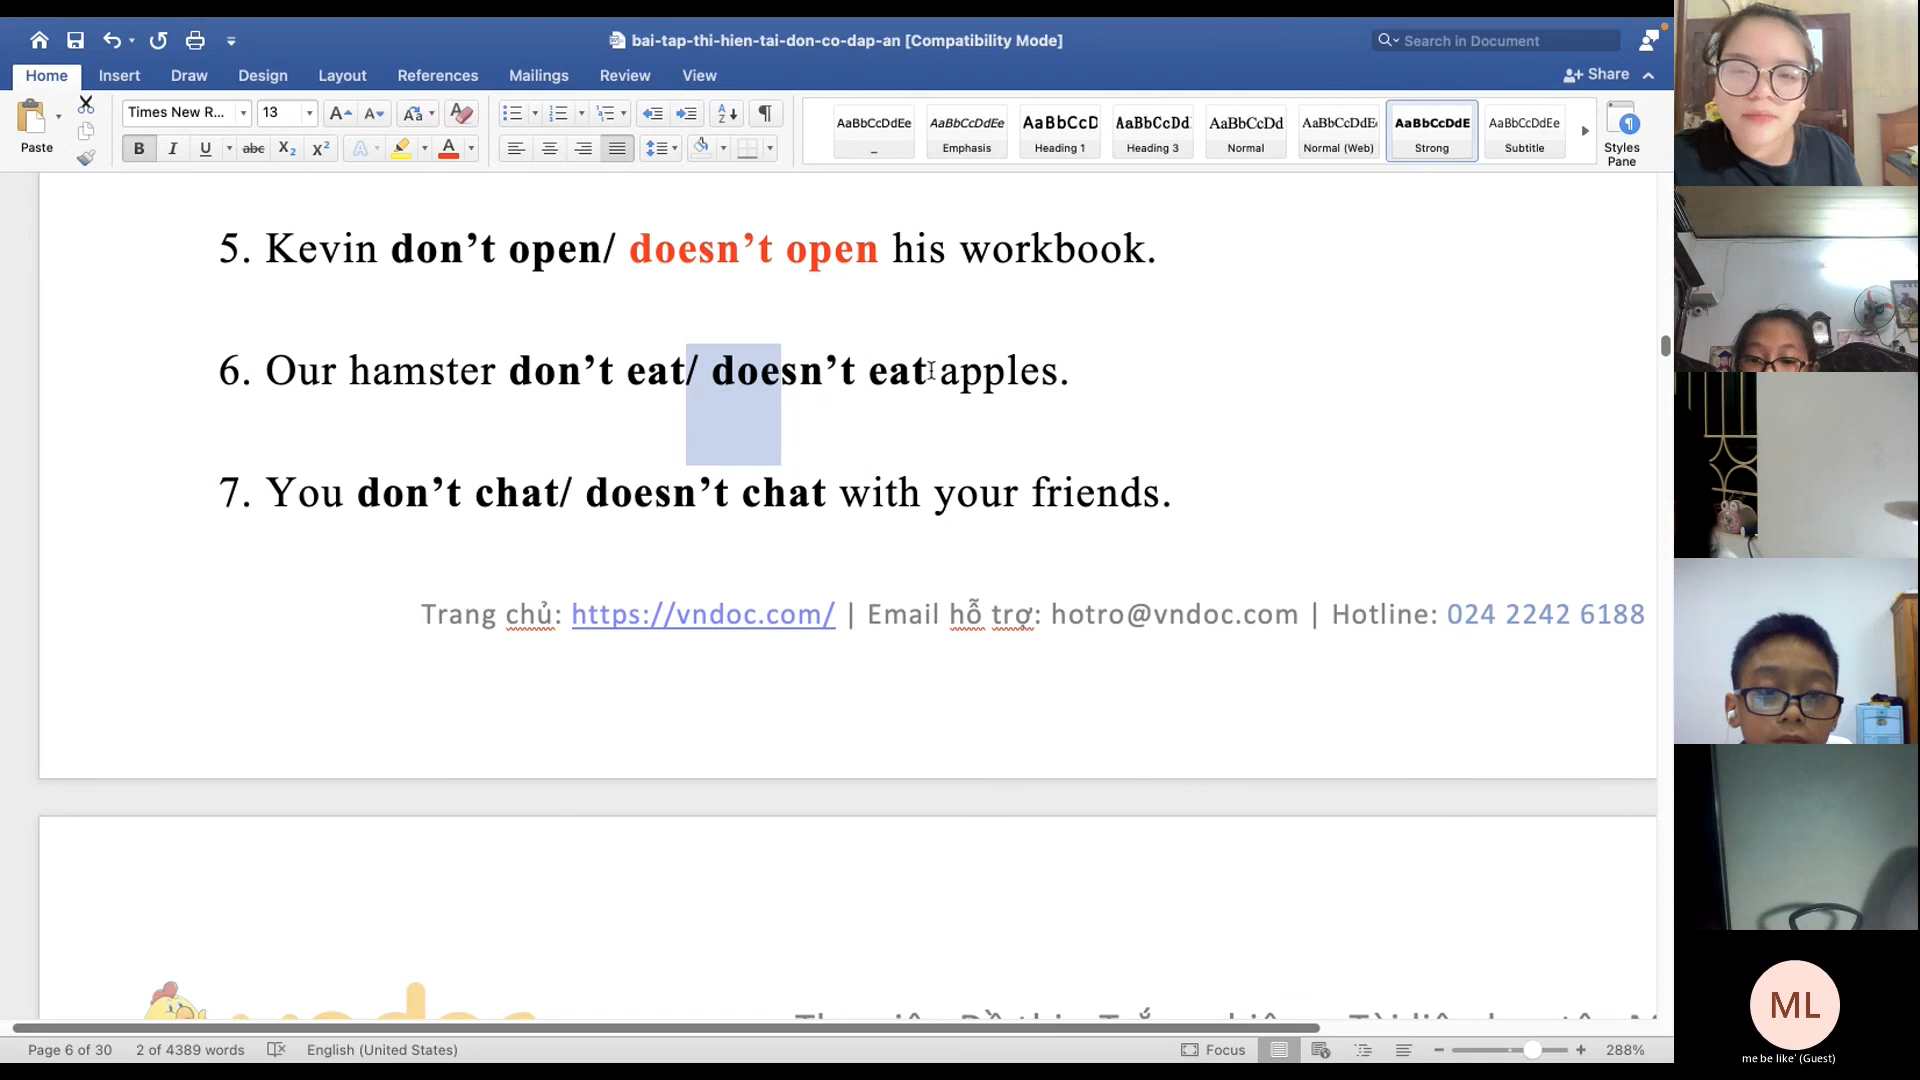 bai-tap-thi-hien-tai-don-co-dap-an [Compatibility Mode]
Search in Document
Home Insert Draw Design Layout References Mailings Review View
Share
Paste
Times New R... 13
B I U abc X₂ X² A A
AaBbCcDdEe AaBbCcDdEe AaBbCcD AaBbCcDd AaBbCcDd AaBbCcDdE AaBbCcDdE AaBbCcDdEe
Emphasis Heading 1 Heading 3 Normal Normal (Web) Strong Subtitle
Styles Pane
5. Kevin don’t open/ doesn’t open his workbook.
6. Our hamster don’t eat/ doesn’t eat apples.
7. You don’t chat/ doesn’t chat with your friends.
Trang chủ: https://vndoc.com/ | Email hỗ trợ: hotro@vndoc.com | Hotline: 024 2242 6188
Page 6 of 30 2 of 4389 words English (United States) Focus 288%
ML
me be like' (Guest)